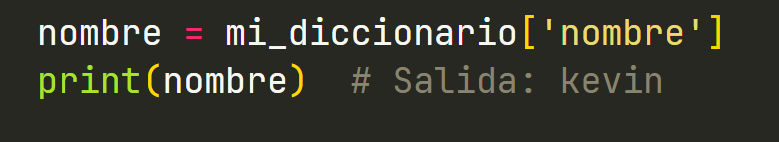 nombre = mi_diccionario['nombre']
print(nombre)  # Salida: kevin